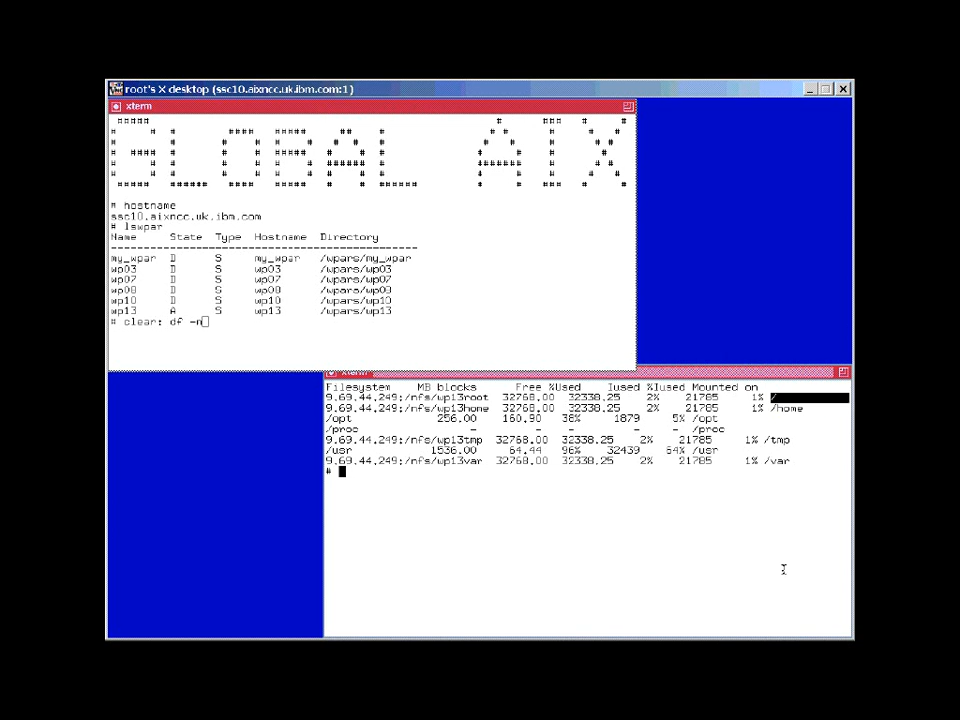 root's X desktop (ssc10.aixncc.uk.ibm.com:1)
xterm
GLOBAL AIX
# hostname
ssc10.aixncc.uk.ibm.com
# lswpar
Name State Type Hostname Directory
--------------------------------------------------
my_wpar D S my_wpar /wpars/my_wpar
wp03 D S wp03 /wpars/wp03
wp07 D S wp07 /wpars/wp07
wp08 D S wp08 /wpars/wp08
wp10 D S wp10 /wpars/wp10
wp13 A S wp13 /wpars/wp13
# clear; df -m
xterm
Filesystem MB blocks Free %Used Iused %Iused Mounted on
9.69.44.249:/nfs/wp13root 32768.00 32338.25 2% 21785 1% /
9.69.44.249:/nfs/wp13home 32768.00 32338.25 2% 21785 1% /home
/opt 256.00 160.90 38% 1879 5% /opt
/proc - - - - - /proc
9.69.44.249:/nfs/wp13tmp 32768.00 32338.25 2% 21785 1% /tmp
/usr 1536.00 64.44 96% 32439 64% /usr
9.69.44.249:/nfs/wp13var 32768.00 32338.25 2% 21785 1% /var
#